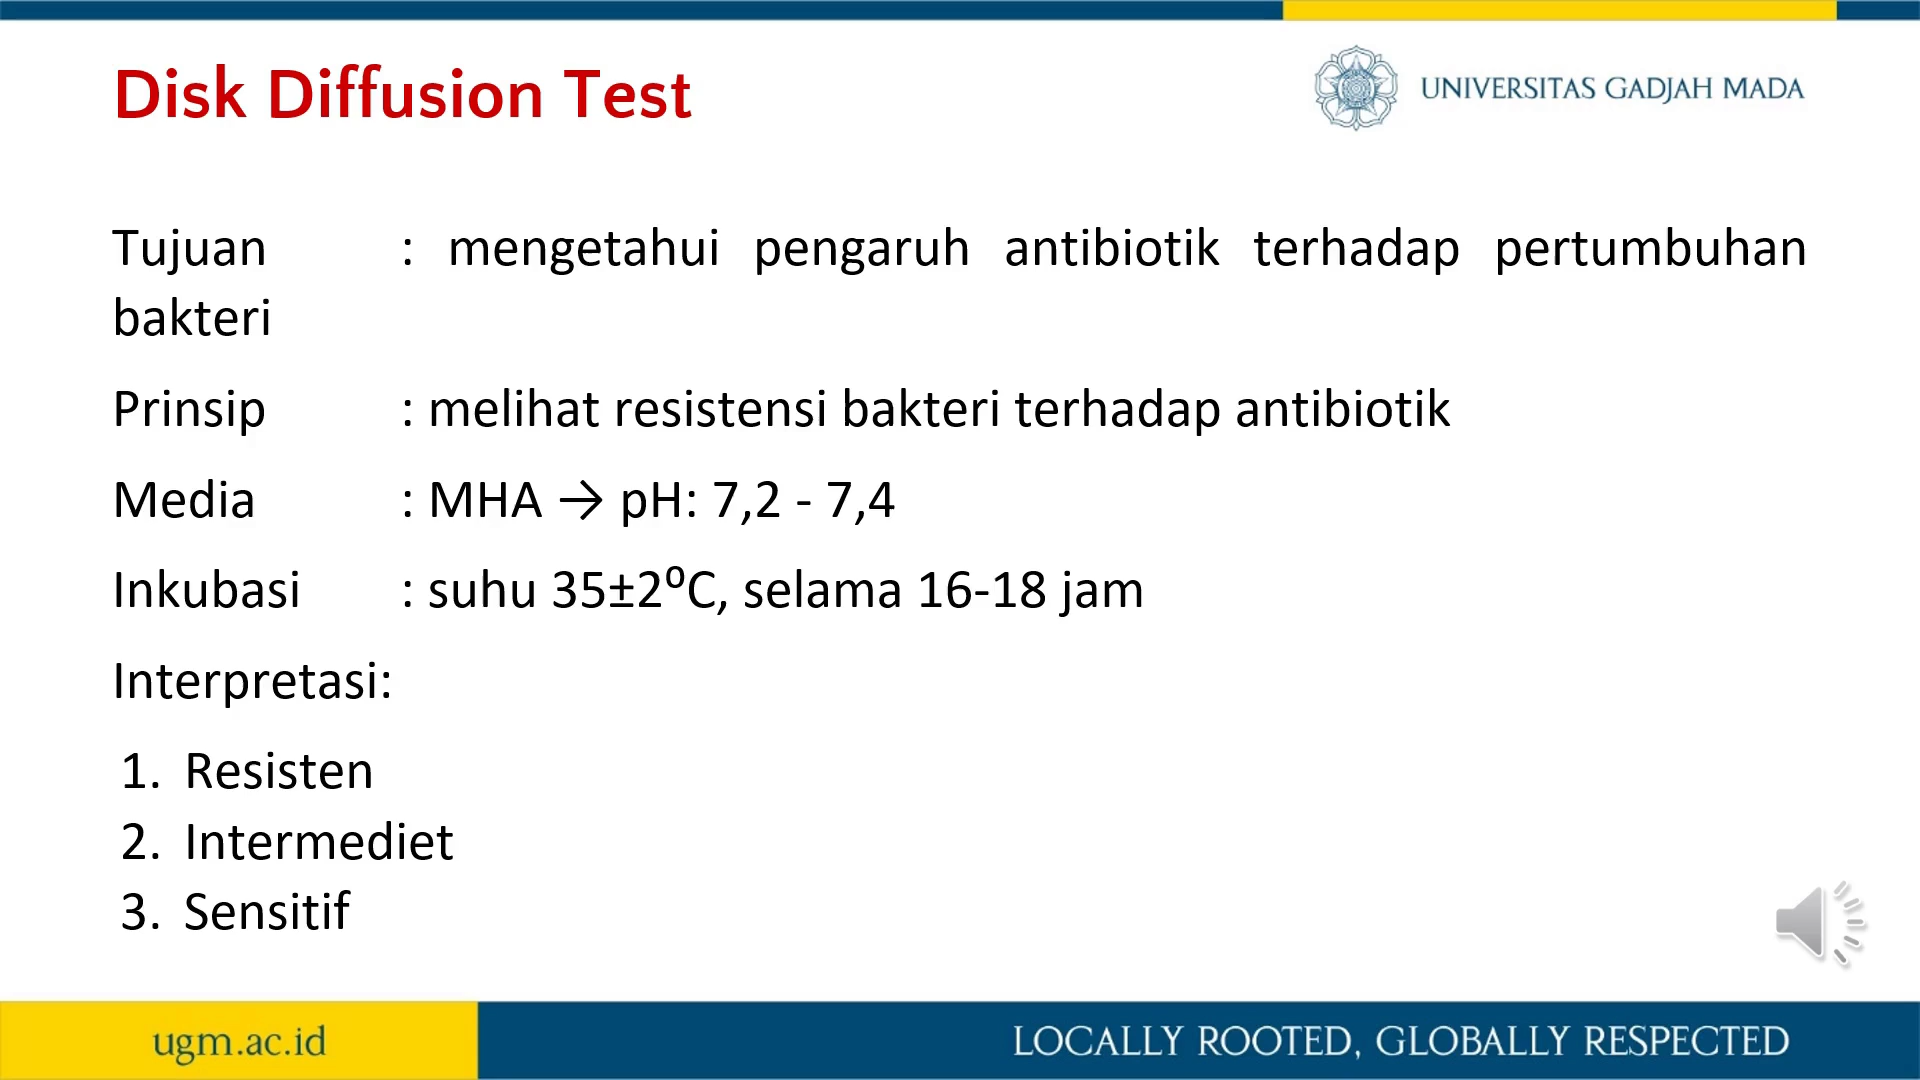 Disk Diffusion Test
UNIVERSITAS GADJAH MADA
Tujuan : mengetahui pengaruh antibiotik terhadap pertumbuhan
bakteri
Prinsip : melihat resistensi bakteri terhadap antibiotik
Media : MHA → pH: 7,2 - 7,4
Inkubasi : suhu 35±2⁰C, selama 16-18 jam
Interpretasi:
1. Resisten
2. Intermediet
3. Sensitif
ugm.ac.id
LOCALLY ROOTED, GLOBALLY RESPECTED